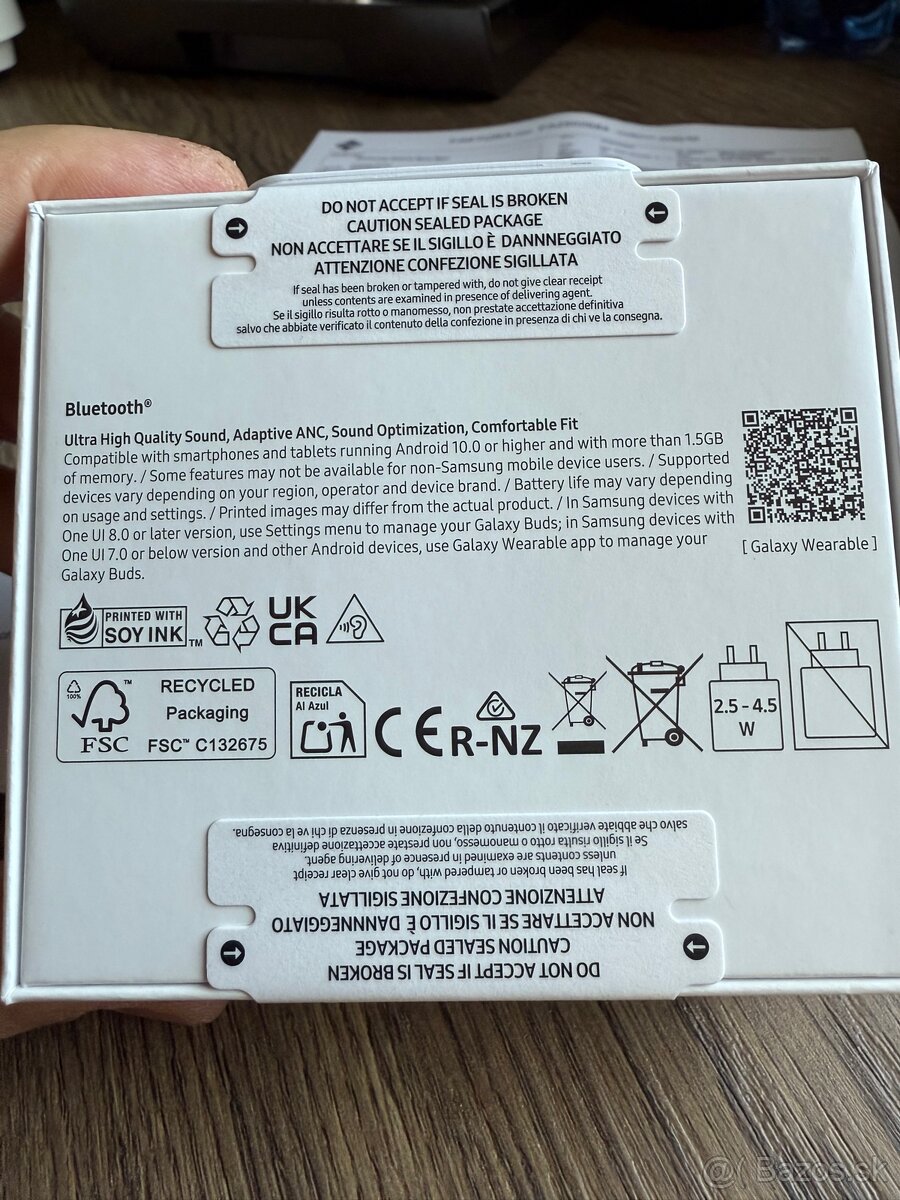 DO NOT ACCEPT IF SEAL IS BROKEN
CAUTION SEALED PACKAGE
NON ACCETTARE SE IL SIGILLO È DANNNEGGIATO
ATTENZIONE CONFEZIONE SIGILLATA
If seal has been broken or tampered with, do not give clear receipt
unless contents are examined in presence of delivering agent.
Se il sigillo risulta rotto o manomesso, non prestate accettazione definitiva
salvo che abbiate verificato il contenuto della confezione in presenza di chi ve la consegna.
Bluetooth®
Ultra High Quality Sound, Adaptive ANC, Sound Optimization, Comfortable Fit
Compatible with smartphones and tablets running Android 10.0 or higher and with more than 1.5GB
of memory. / Some features may not be available for non-Samsung mobile device users. / Supported
devices vary depending on your region, operator and device brand. / Battery life may vary depending
on usage and settings. / Printed images may differ from the actual product. / In Samsung devices with
One UI 8.0 or later version, use Settings menu to manage your Galaxy Buds; in Samsung devices with
One UI 7.0 or below version and other Android devices, use Galaxy Wearable app to manage your
Galaxy Buds.
[ Galaxy Wearable ]
PRINTED WITH
SOY INK™
UK
CA
100%
FSC
RECYCLED
Packaging
FSC™ C132675
RECICLA
Al Azul
CE
R-NZ
2.5 - 4.5
W
salvo che abbiate verificato il contenuto della confezione in presenza di chi ve la consegna.
Se il sigillo risulta rotto o manomesso, non prestate accettazione definitiva
unless contents are examined in presence of delivering agent.
If seal has been broken or tampered with, do not give clear receipt
ATTENZIONE CONFEZIONE SIGILLATA
NON ACCETTARE SE IL SIGILLO È DANNNEGGIATO
CAUTION SEALED PACKAGE
DO NOT ACCEPT IF SEAL IS BROKEN
Bazos.sk